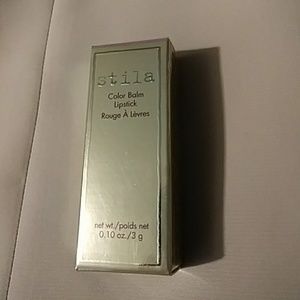 stila
Color Balm
Lipstick
Rouge À Lèvres
net wt./poids net
0.10 oz./3 g